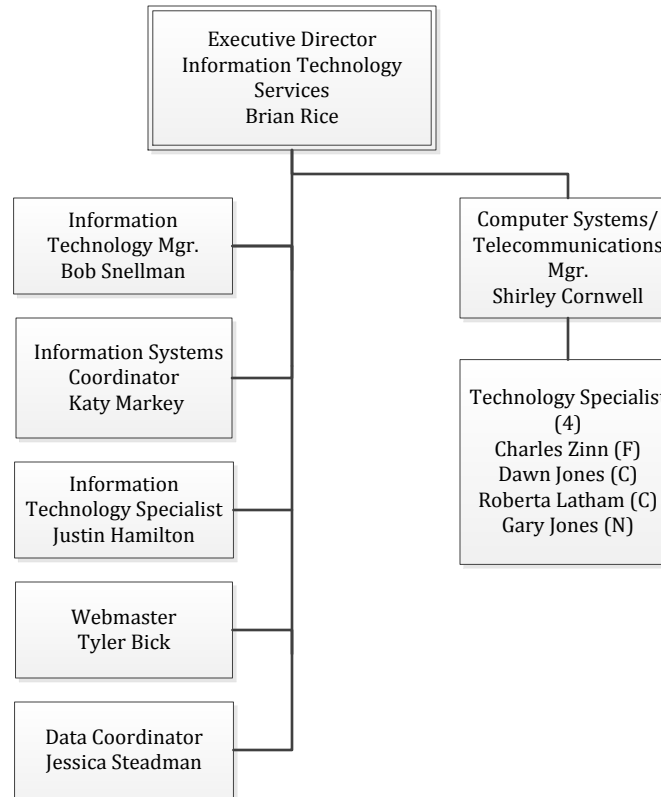 Executive Director
Information Technology
Services
Brian Rice
Information
Technology Mgr.
Bob Snellman
Information Systems
Coordinator
Katy Markey
Information
Technology Specialist
Justin Hamilton
Webmaster
Tyler Bick
Data Coordinator
Jessica Steadman
Computer Systems/
Telecommunications
Mgr.
Shirley Cornwell
Technology Specialist
(4)
Charles Zinn (F)
Dawn Jones (C)
Roberta Latham (C)
Gary Jones (N)